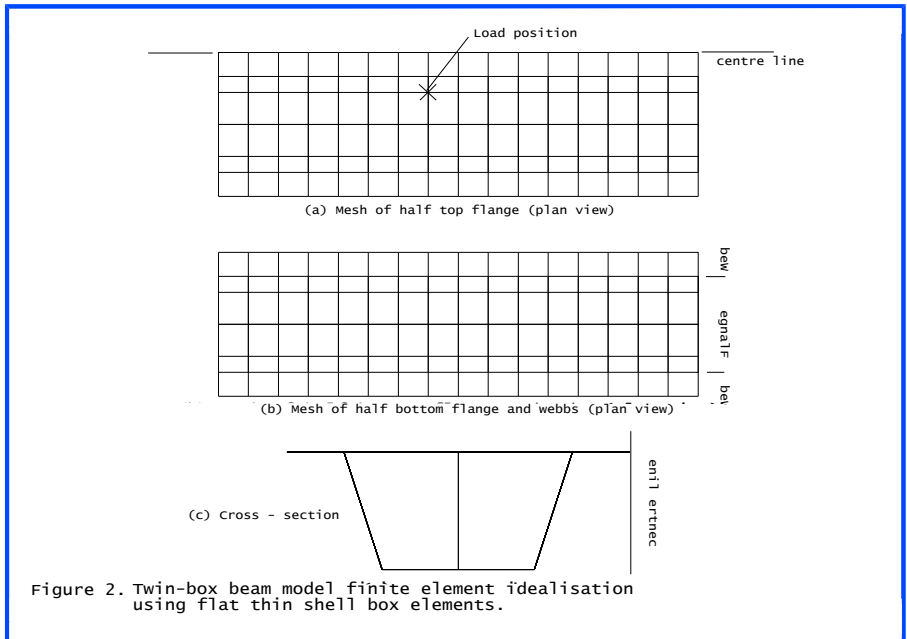 Load position
centre line
(a) Mesh of half top flange (plan view)
beW
egnalF
beW
(b) Mesh of half bottom flange and webbs (plan view)
enil ertnec
(c) Cross - section
Figure 2. Twin-box beam model finite element idealisation
using flat thin shell box elements.